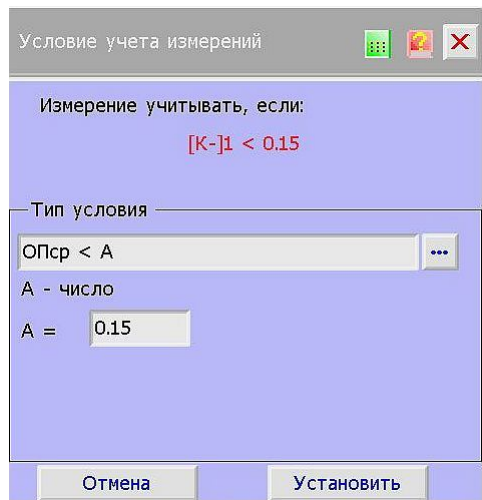 Условие учета измерений
Измерение учитывать, если:
[К-]1 < 0.15
Тип условия
ОПср < А
А - число
А =
0.15
Отмена
Установить